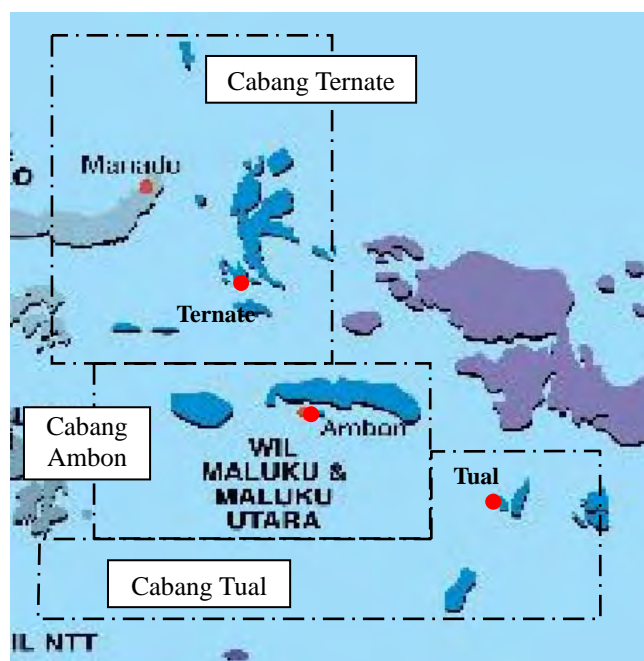 Cabang Ternate
Manado
Ternate
Cabang
Ambon
Ambon
WIL
MALUKU &
MALUKU
UTARA
Tual
Cabang Tual
IL NTT